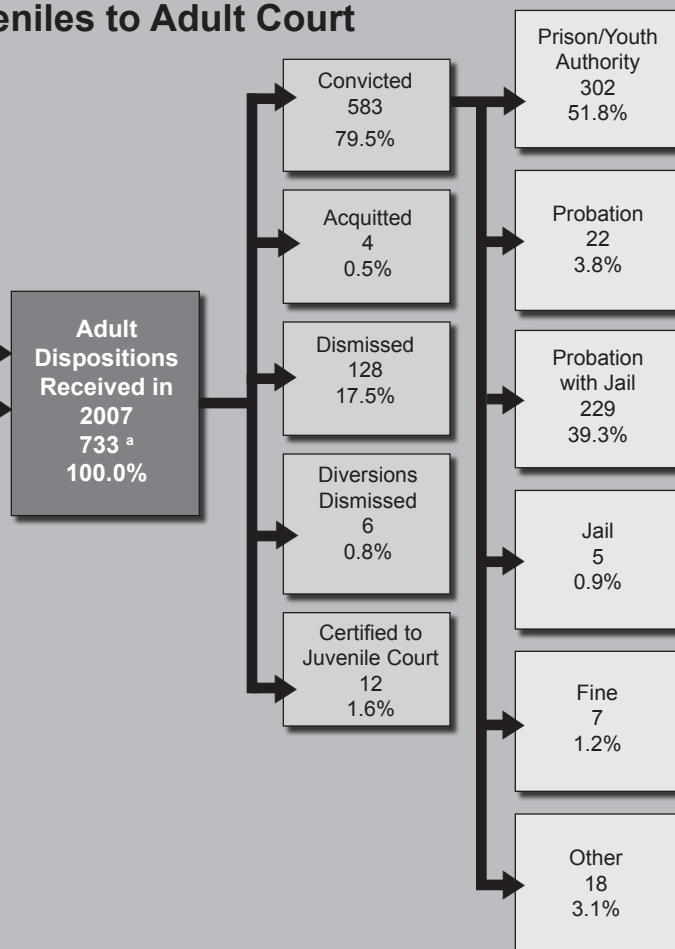 eniles to Adult Court
Adult
Dispositions
Received in
2007
733 a
100.0%
Convicted
583
79.5%
Acquitted
4
0.5%
Dismissed
128
17.5%
Diversions
Dismissed
6
0.8%
Certified to
Juvenile Court
12
1.6%
Prison/Youth
Authority
302
51.8%
Probation
22
3.8%
Probation
with Jail
229
39.3%
Jail
5
0.9%
Fine
7
1.2%
Other
18
3.1%